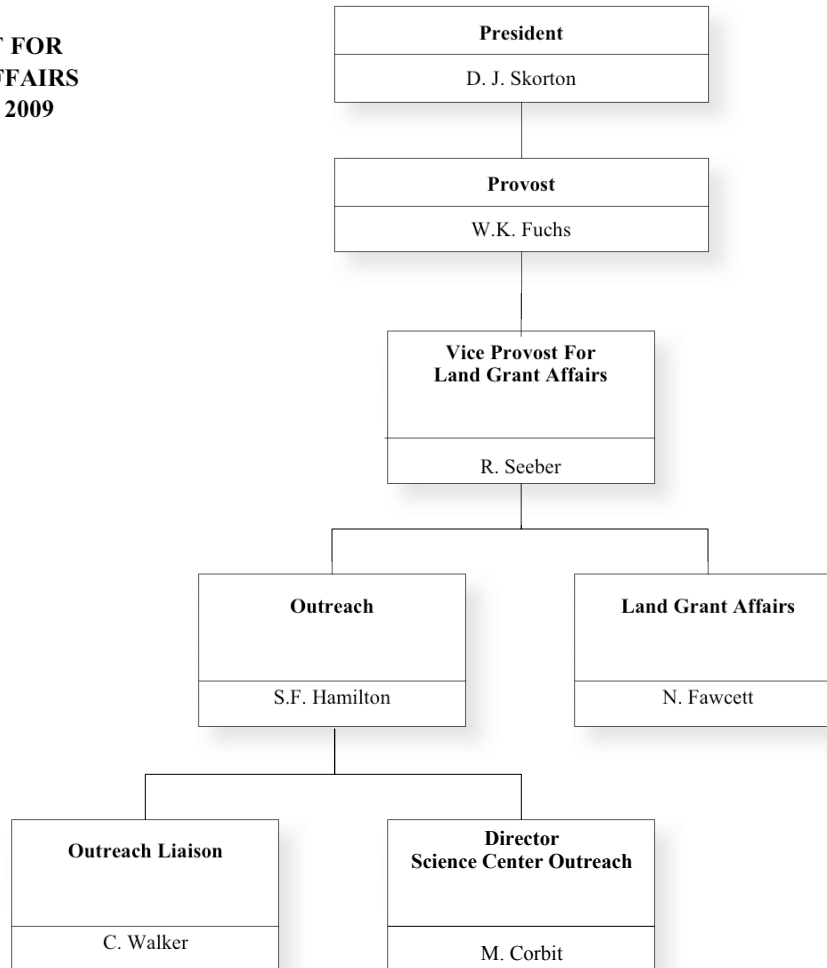 T FOR
FFAIRS
2009
President
D. J. Skorton
Provost
W.K. Fuchs
Vice Provost For
Land Grant Affairs
R. Seeber
Outreach
S.F. Hamilton
Land Grant Affairs
N. Fawcett
Outreach Liaison
C. Walker
Director
Science Center Outreach
M. Corbit